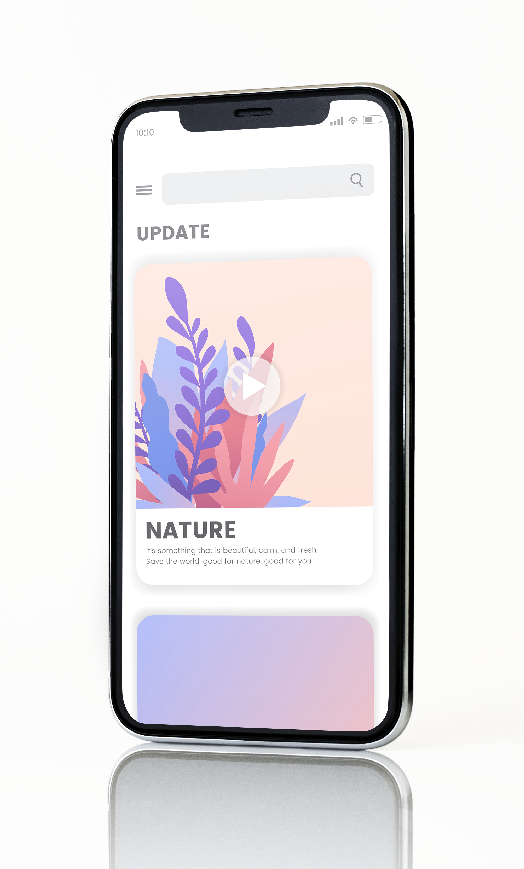 10:10
UPDATE
NATURE
It's something that is beautiful, calm, and fresh
Save the world, good for nature, good for you